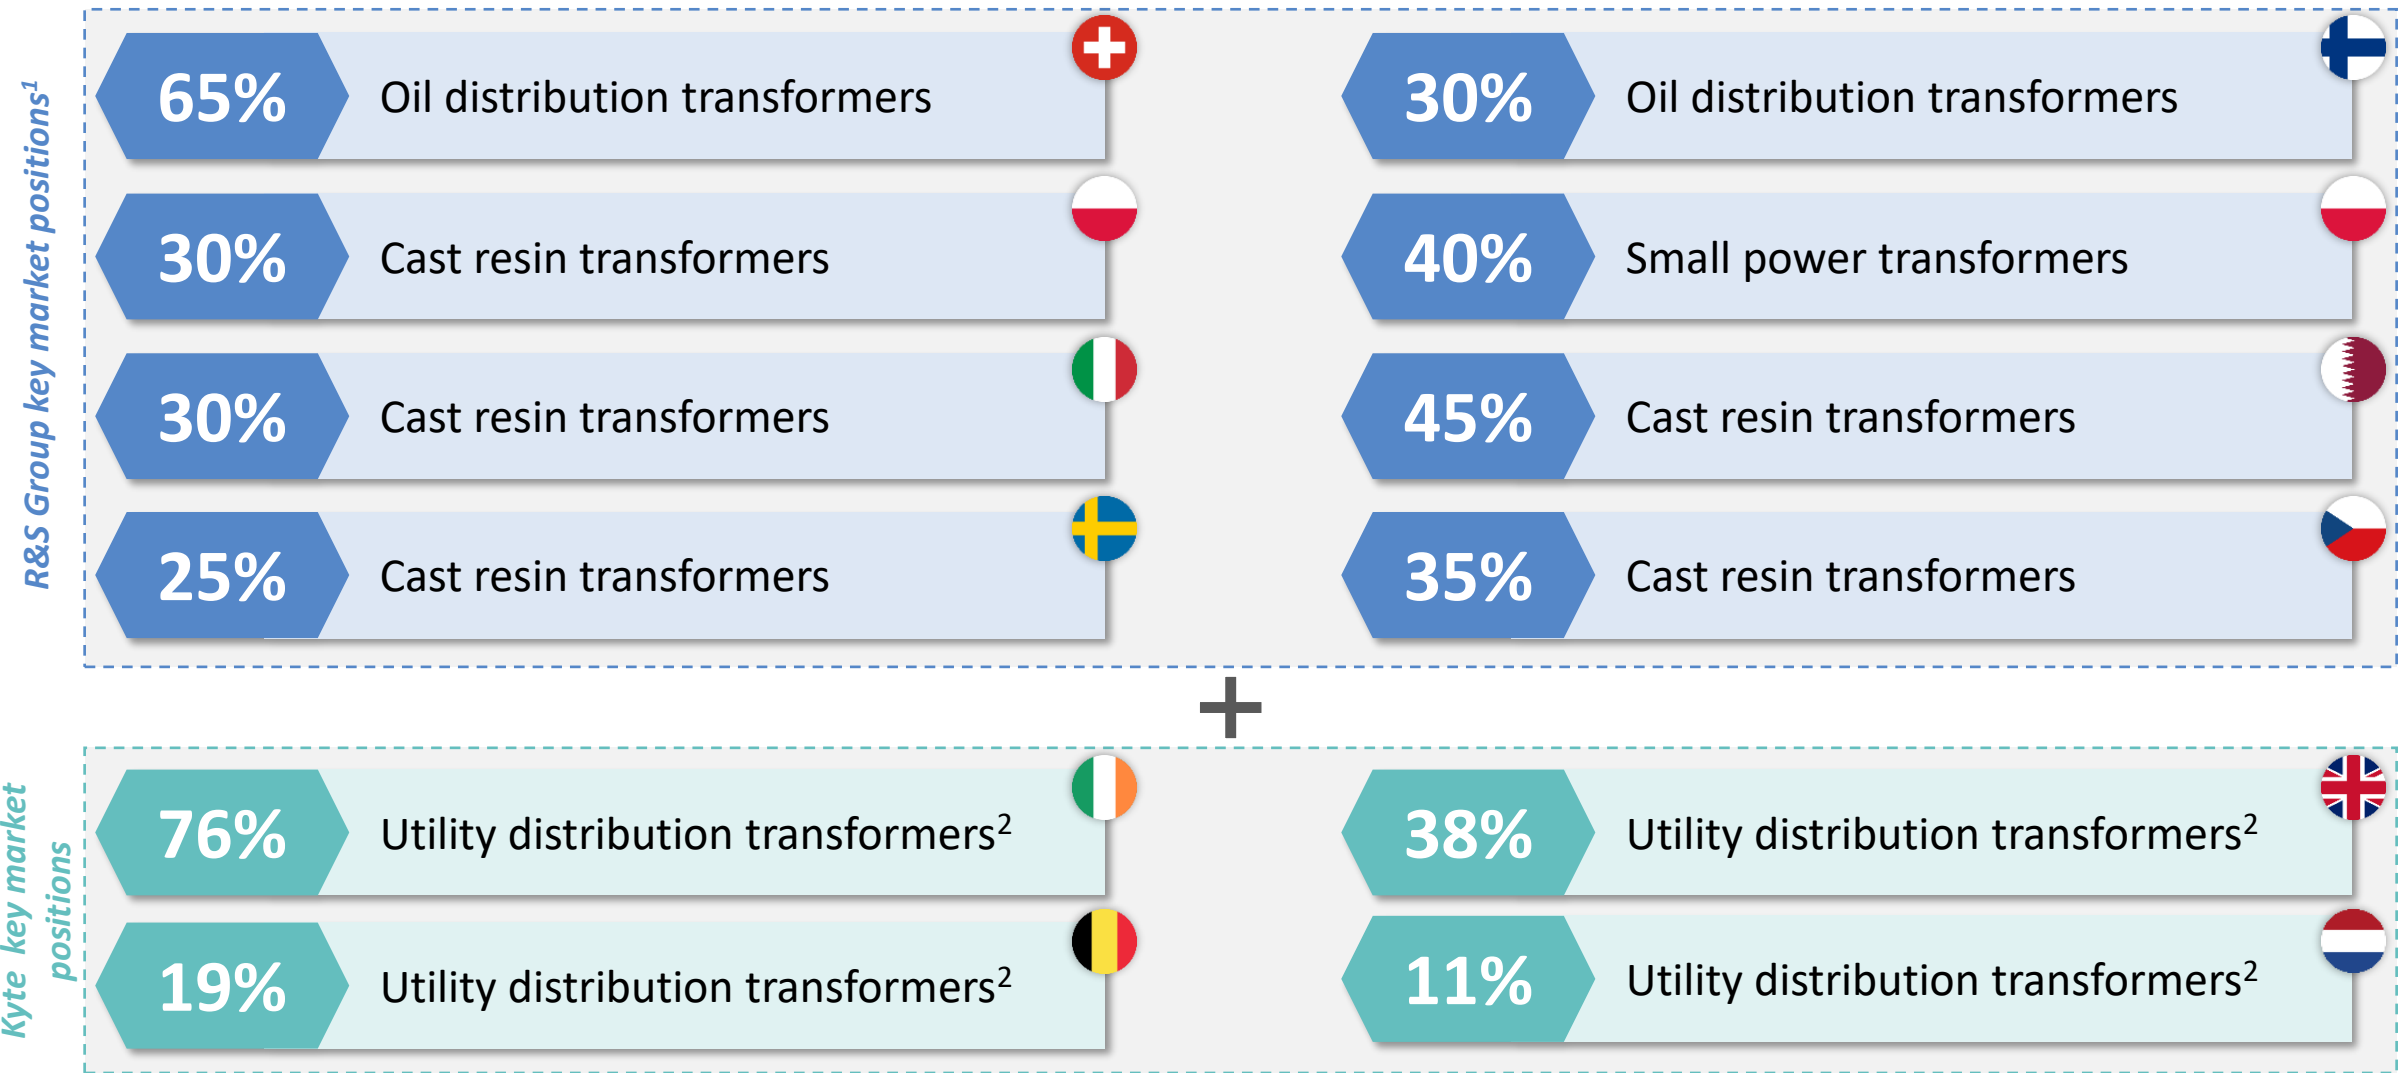 R&S Group key market positions1
65% Oil distribution transformers
30% Oil distribution transformers
30% Cast resin transformers
40% Small power transformers
30% Cast resin transformers
45% Cast resin transformers
25% Cast resin transformers
35% Cast resin transformers
+
Kyte key market
positions
76% Utility distribution transformers2
38% Utility distribution transformers2
19% Utility distribution transformers2
11% Utility distribution transformers2